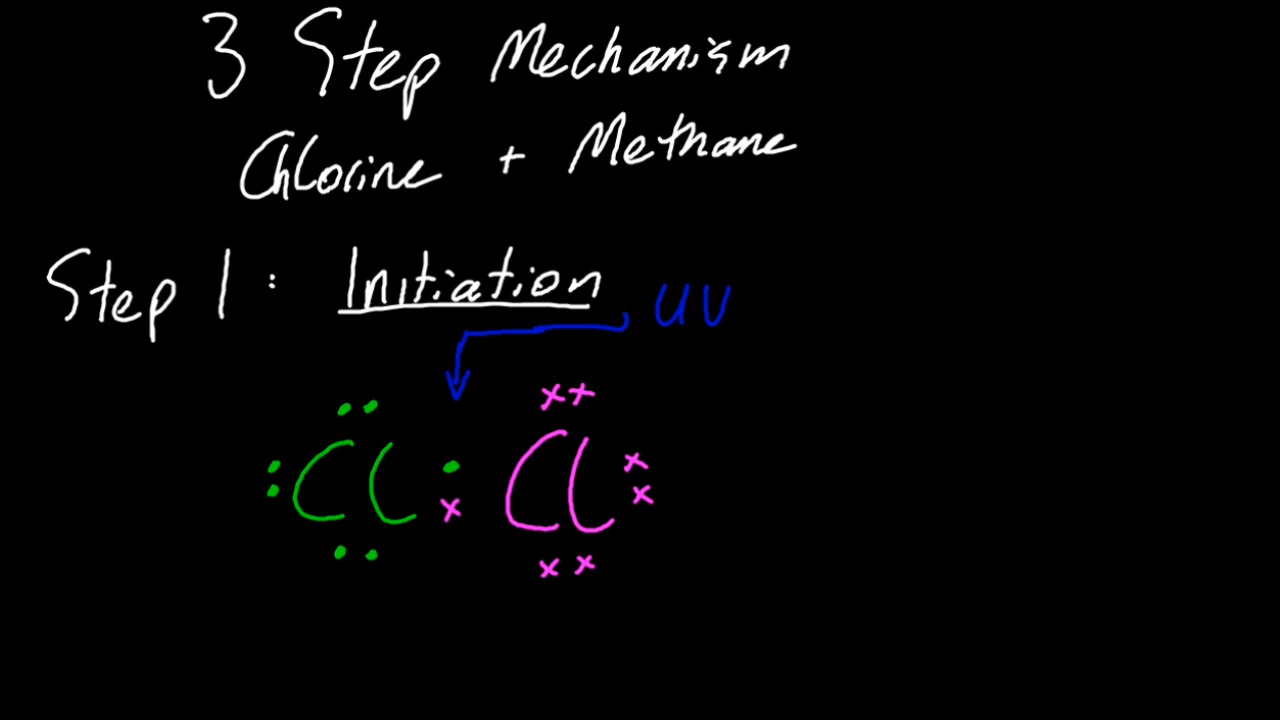 3 Step Mechanism
Chlorine + Methane
Step 1 : Initiation
UV
Cl Cl